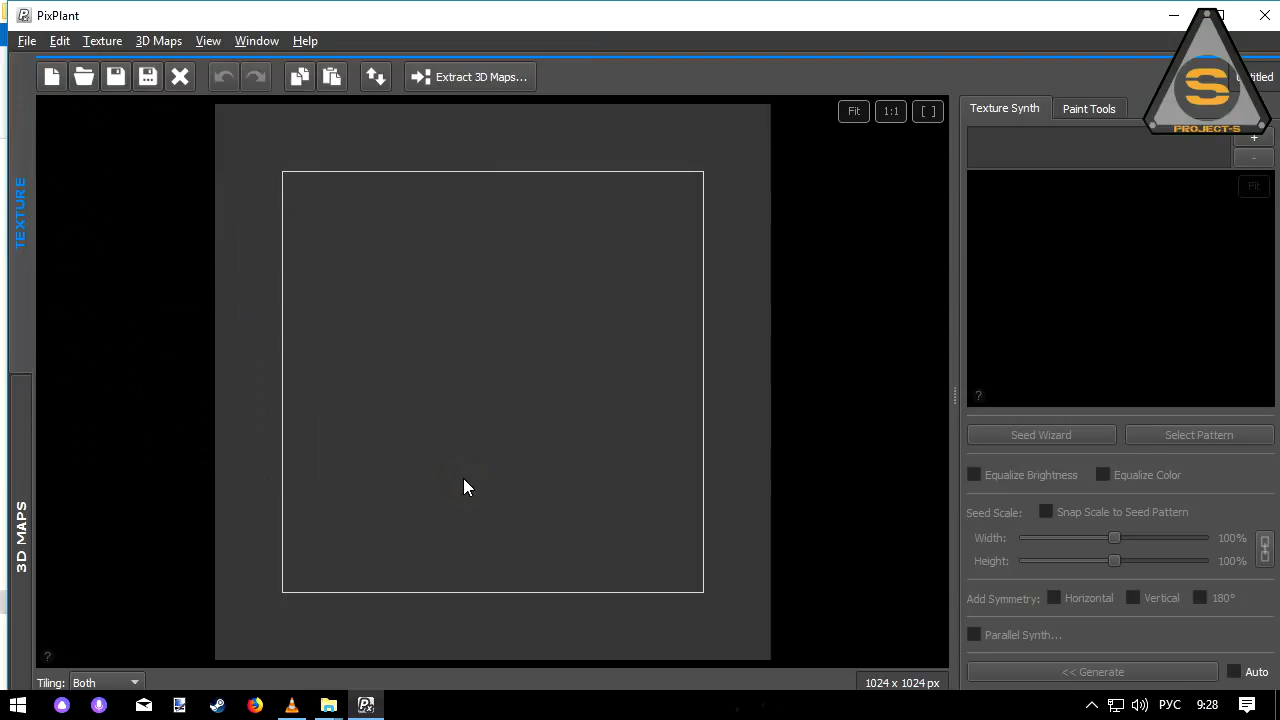 PixPlant
File Edit Texture 3D Maps View Window Help
Extract 3D Maps...
Untitled
S
PROJECT-S
Fit 1:1 [ ]
Texture Synth Paint Tools
+
-
Fit
TEXTURE
3D MAPS
?
Seed Wizard Select Pattern
Equalize Brightness Equalize Color
Seed Scale: Snap Scale to Seed Pattern
Width: 100%
Height: 100%
Add Symmetry: Horizontal Vertical 180°
Parallel Synth...
<< Generate Auto
?
Tiling: Both 1024 x 1024 px
РУС 9:28